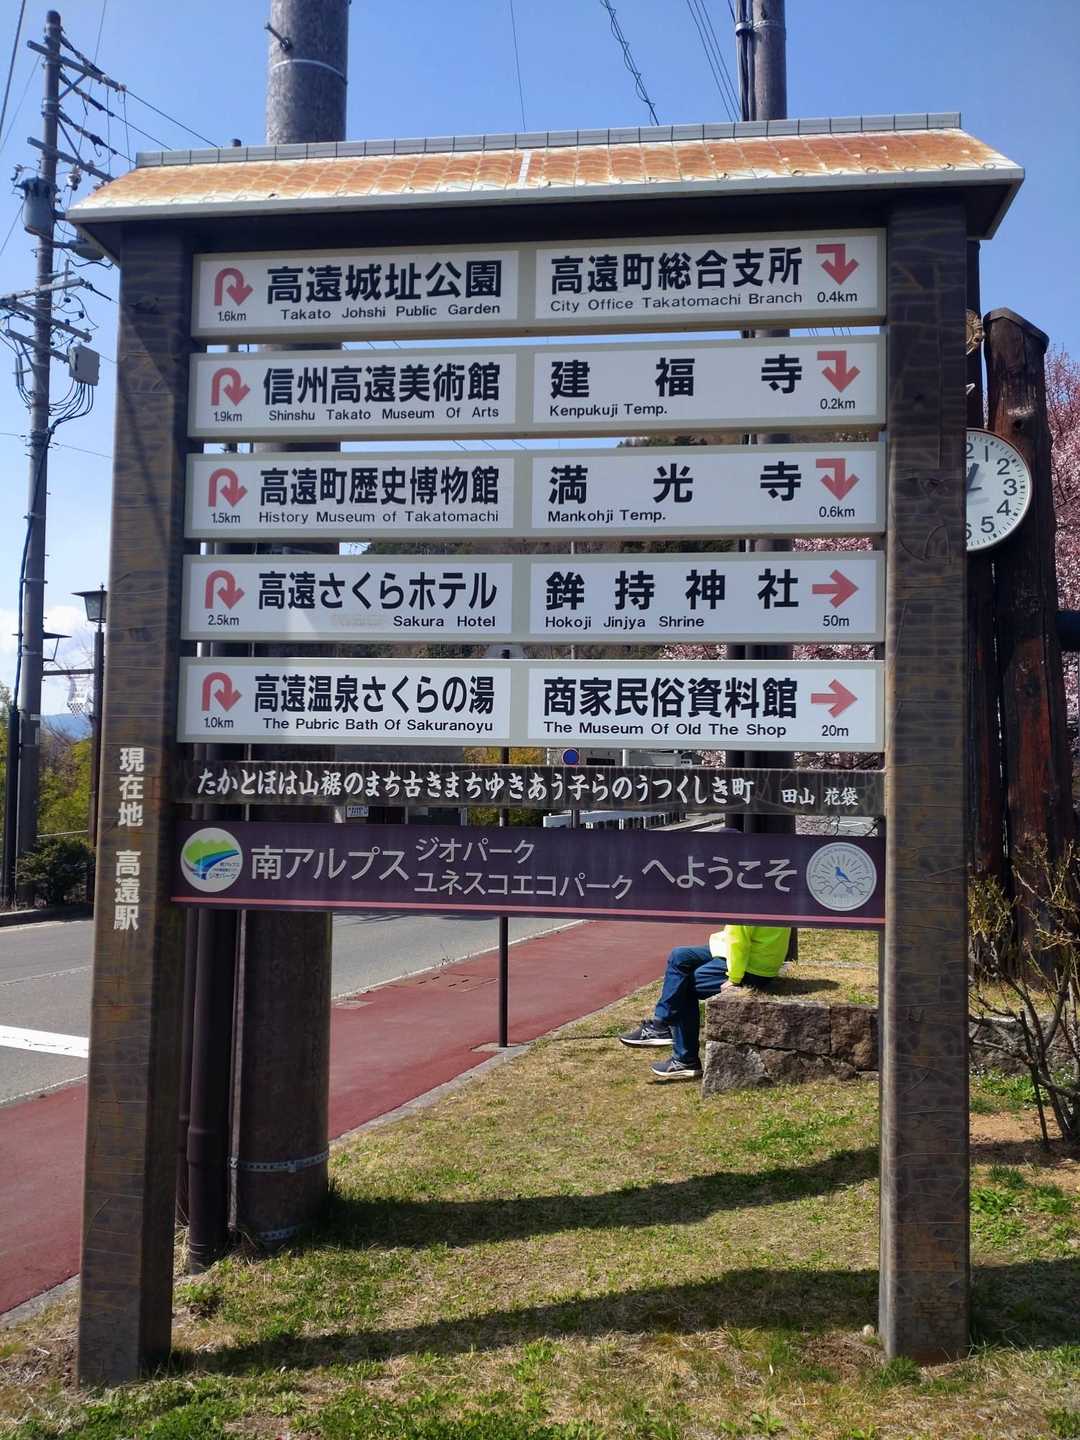 高遠城址公園
Takato Johshi Public Garden
1.6km
高遠町総合支所
City Office Takatomachi Branch
0.4km
信州高遠美術館
Shinshu Takato Museum Of Arts
1.9km
建福寺
Kenpukuji Temp.
0.2km
高遠町歴史博物館
History Museum of Takatomachi
1.5km
満光寺
Mankohji Temp.
0.6km
高遠さくらホテル
Sakura Hotel
2.5km
鉾持神社
Hokoji Jinjya Shrine
50m
高遠温泉さくらの湯
The Pubric Bath Of Sakuranoyu
1.0km
商家民俗資料館
The Museum Of Old The Shop
20m
たかとほは山裾のまち古きまちゆきあう子らのうつくしき町 田山 花袋
南アルプス ジオパーク
ユネスコエコパーク
へようこそ
現在地 高遠駅
12 1 2 3 4 5 6